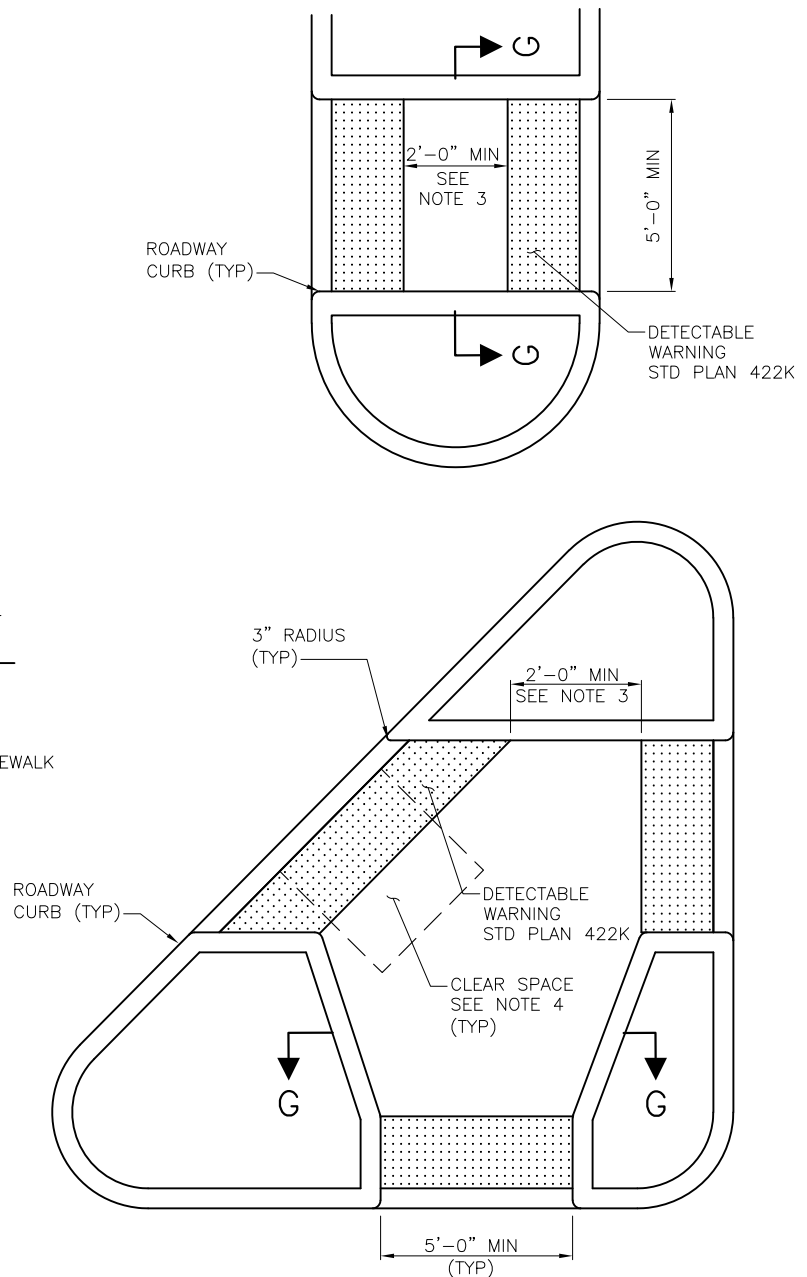 G
2'-0" MIN
SEE
NOTE 3
5'-0" MIN
ROADWAY
CURB (TYP)
G
DETECTABLE
WARNING
STD PLAN 422K
3" RADIUS
(TYP)
2'-0" MIN
SEE NOTE 3
EWALK
ROADWAY
CURB (TYP)
DETECTABLE
WARNING
STD PLAN 422K
CLEAR SPACE
SEE NOTE 4
(TYP)
G
G
5'-0" MIN
(TYP)